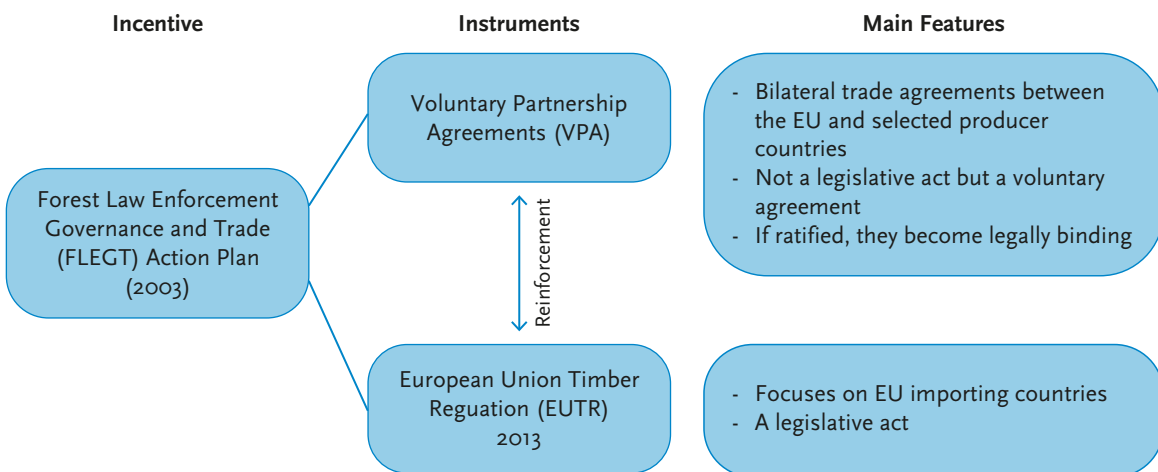 Incentive
Instruments
Main Features
Forest Law Enforcement
Governance and Trade
(FLEGT) Action Plan
(2003)
Voluntary Partnership
Agreements (VPA)
Reinforcement
European Union Timber
Reguation (EUTR)
2013
- Bilateral trade agreements between
the EU and selected producer
countries
- Not a legislative act but a voluntary
agreement
- If ratified, they become legally binding
- Focuses on EU importing countries
- A legislative act